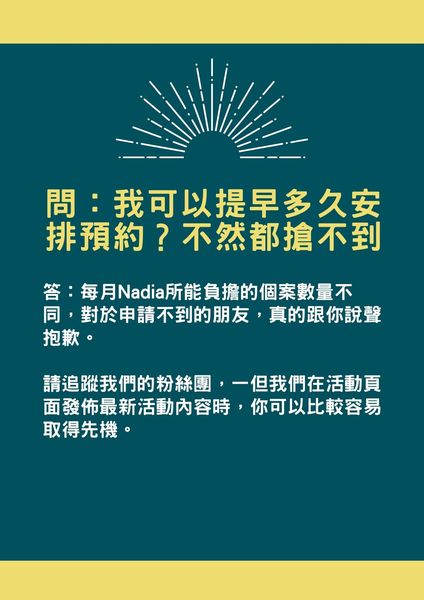 問：我可以提早多久安
排預約？不然都搶不到
答：每月Nadia所能負擔的個案數量不
同，對於申請不到的朋友，真的跟你說聲
抱歉。
請追蹤我們的粉絲團，一但我們在活動頁
面發佈最新活動內容時，你可以比較容易
取得先機。